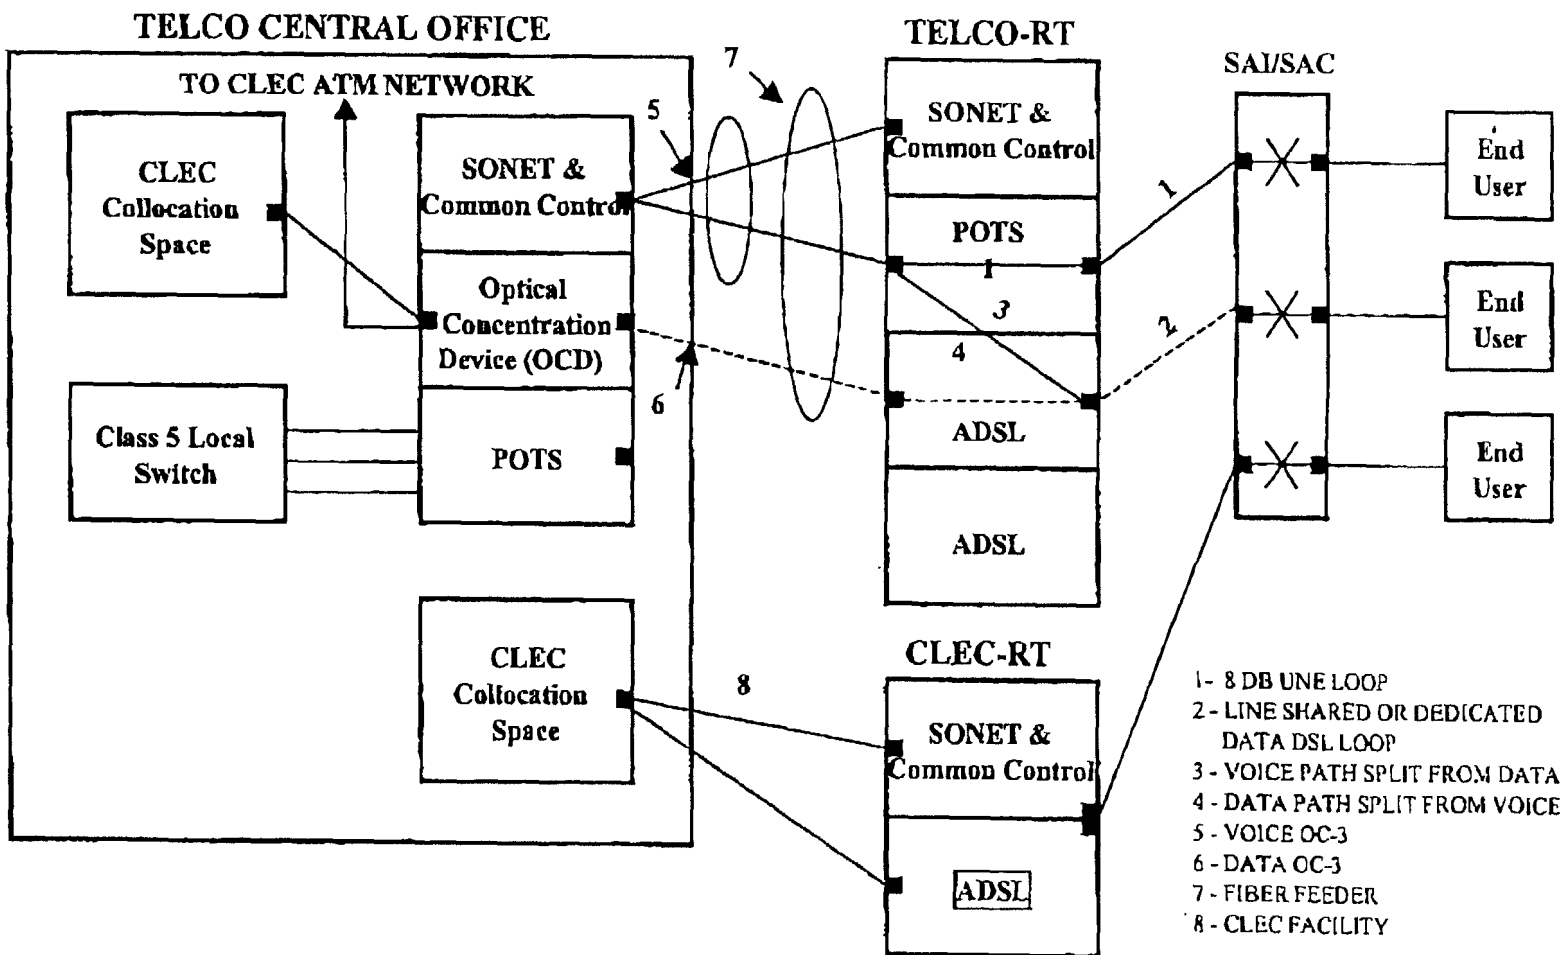 TELCO CENTRAL OFFICE
TO CLEC ATM NETWORK
CLEC
Collocation
Space
SONET &
Common Control
Optical
Concentration
Device (OCD)
Class 5 Local
Switch
POTS
CLEC
Collocation
Space
5
6
7
8
TELCO-RT
SONET &
Common Control
POTS
1
3
4
ADSL
ADSL
CLEC-RT
SONET &
Common Control
ADSL
1
2
SAI/SAC
End
User
End
User
End
User
1- 8 DB UNE LOOP
2 - LINE SHARED OR DEDICATED
DATA DSL LOOP
3 - VOICE PATH SPLIT FROM DATA
4 - DATA PATH SPLIT FROM VOICE
5 - VOICE OC-3
6 - DATA OC-3
7 - FIBER FEEDER
8 - CLEC FACILITY